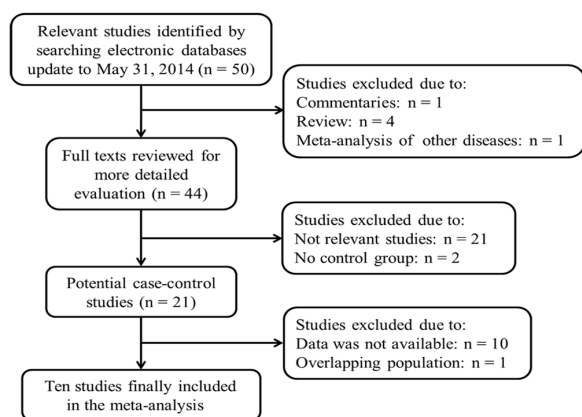 Relevant studies identified by
searching electronic databases
update to May 31, 2014 (n = 50)
Studies excluded due to:
Commentaries: n = 1
Review: n = 4
Meta-analysis of other diseases: n = 1
Full texts reviewed for
more detailed
evaluation (n = 44)
Studies excluded due to:
Not relevant studies: n = 21
No control group: n = 2
Potential case-control
studies (n = 21)
Studies excluded due to:
Data was not available: n = 10
Overlapping population: n = 1
Ten studies finally included
in the meta-analysis